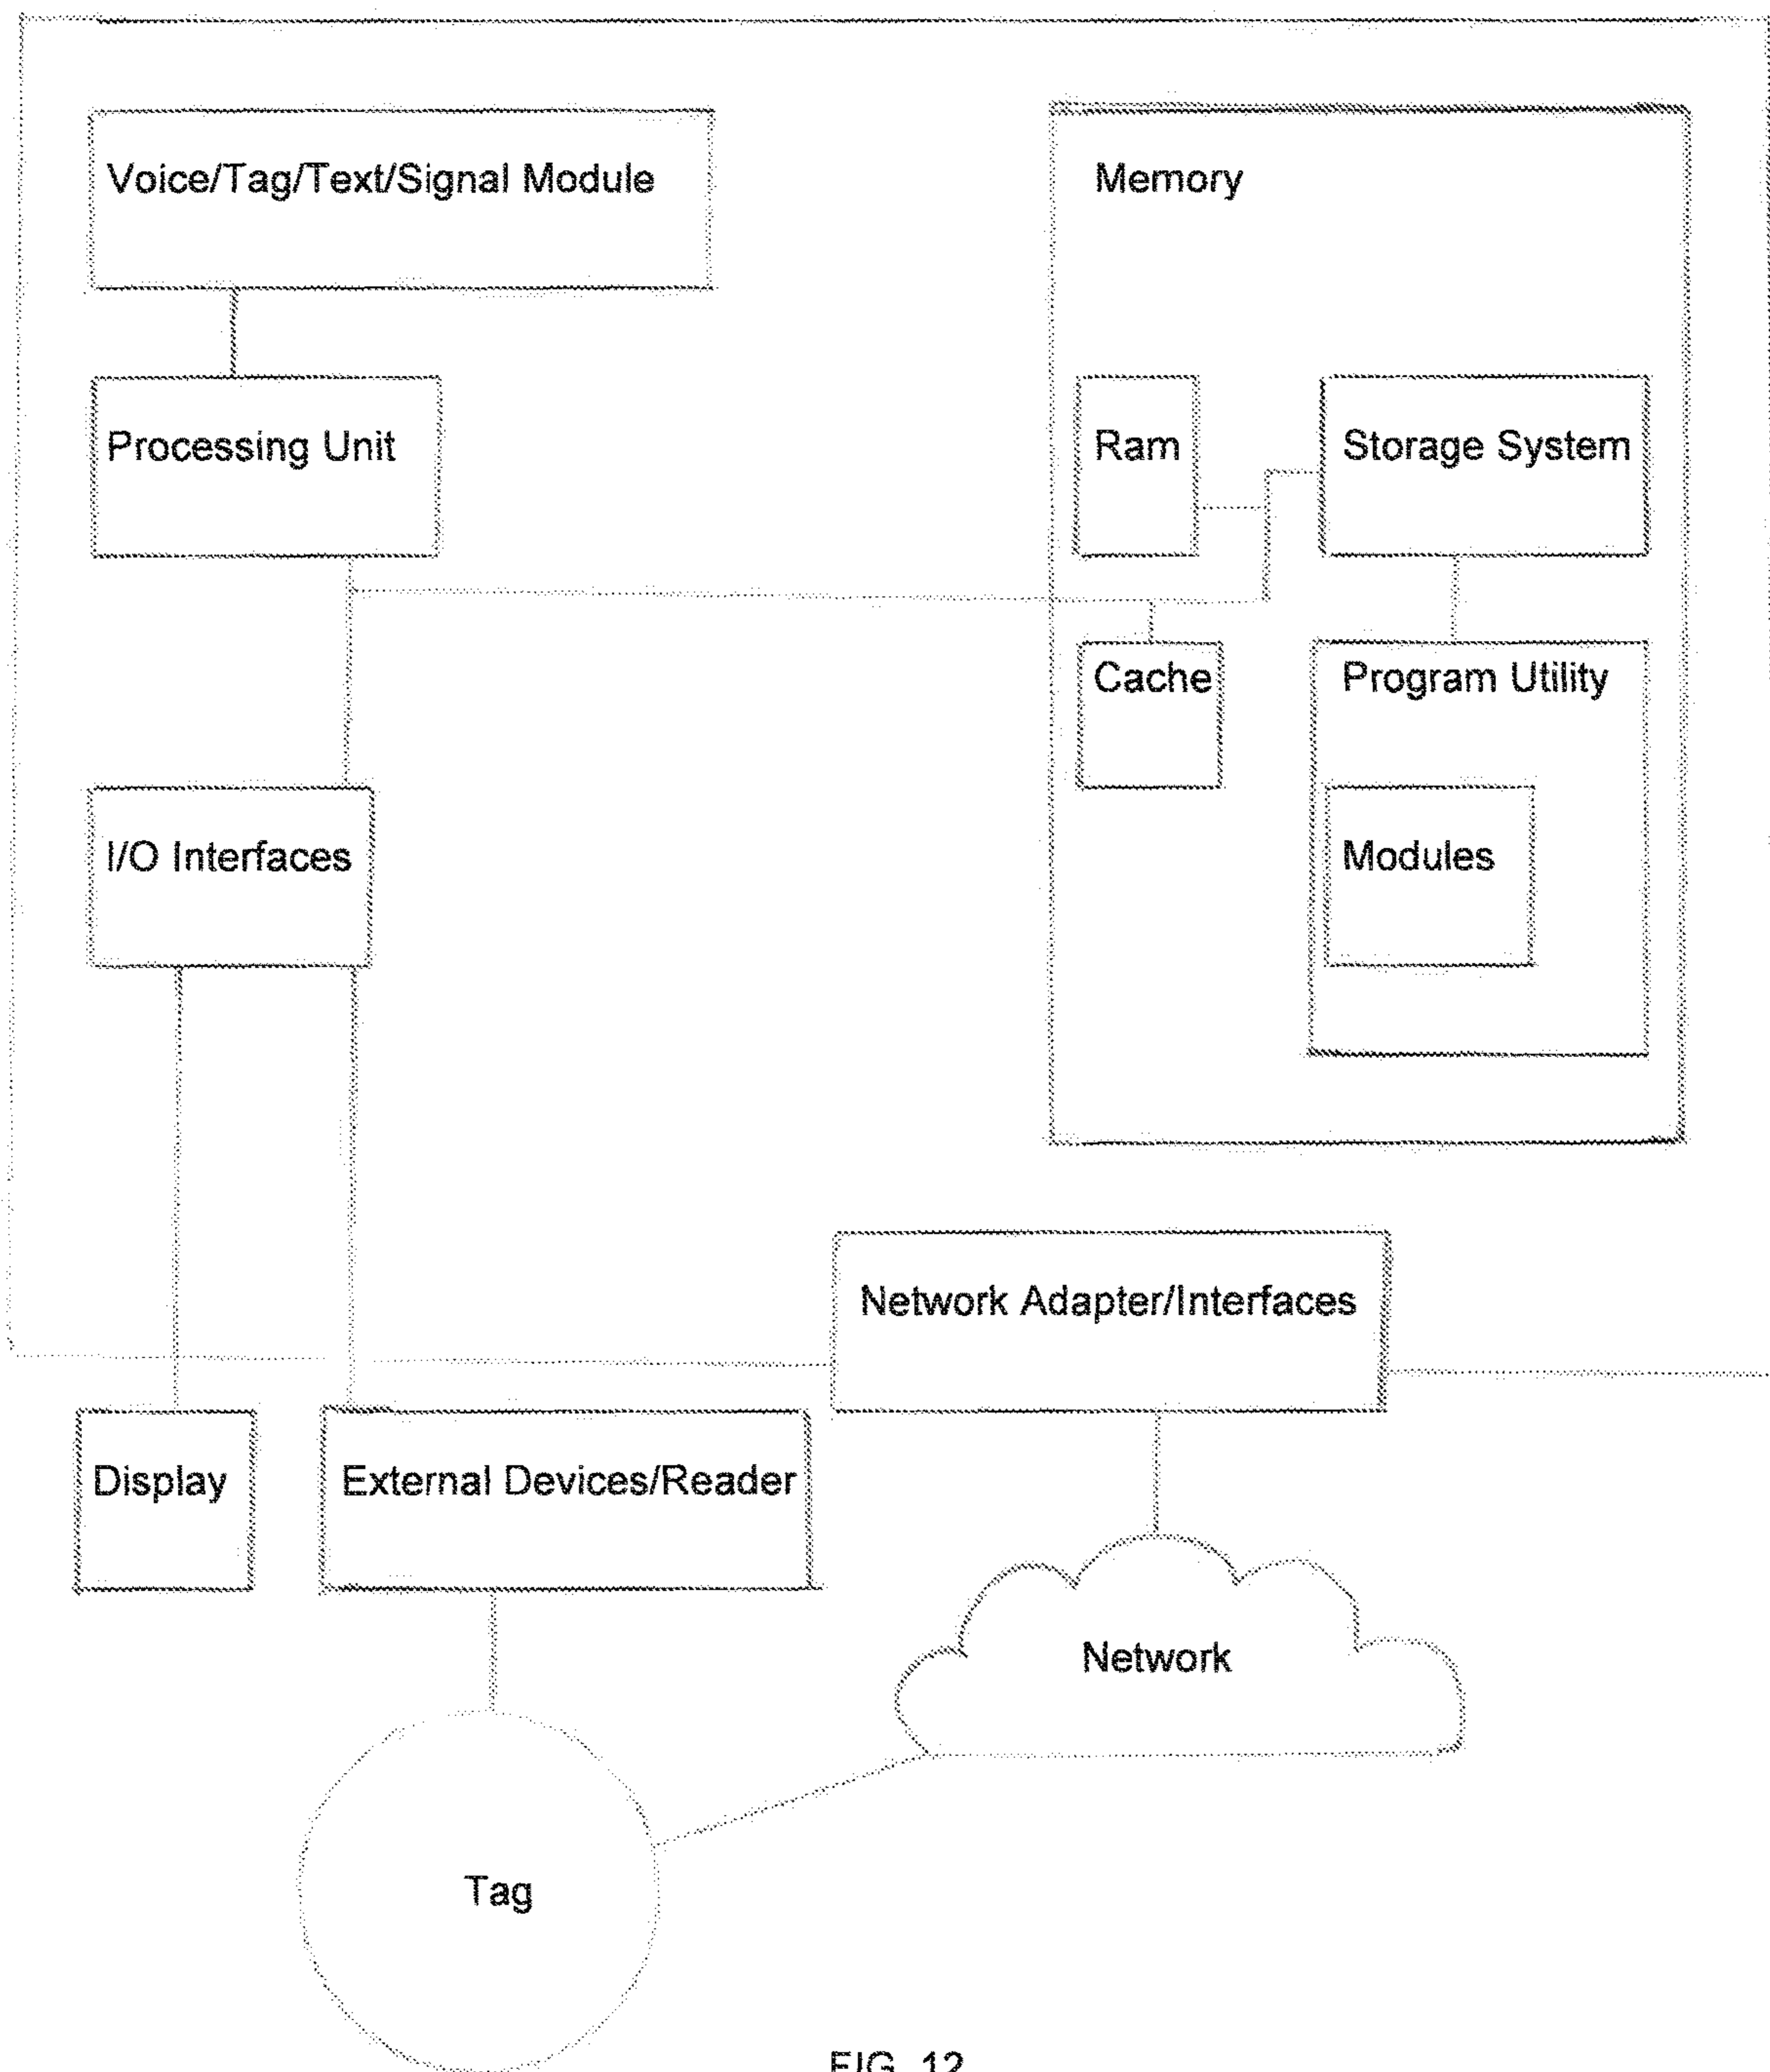 Voice/Tag/Text/Signal Module
Memory
Processing Unit
Ram
Storage System
Cache
Program Utility
I/O Interfaces
Modules
Network Adapter/Interfaces
Display
External Devices/Reader
Network
Tag
FIG. 12